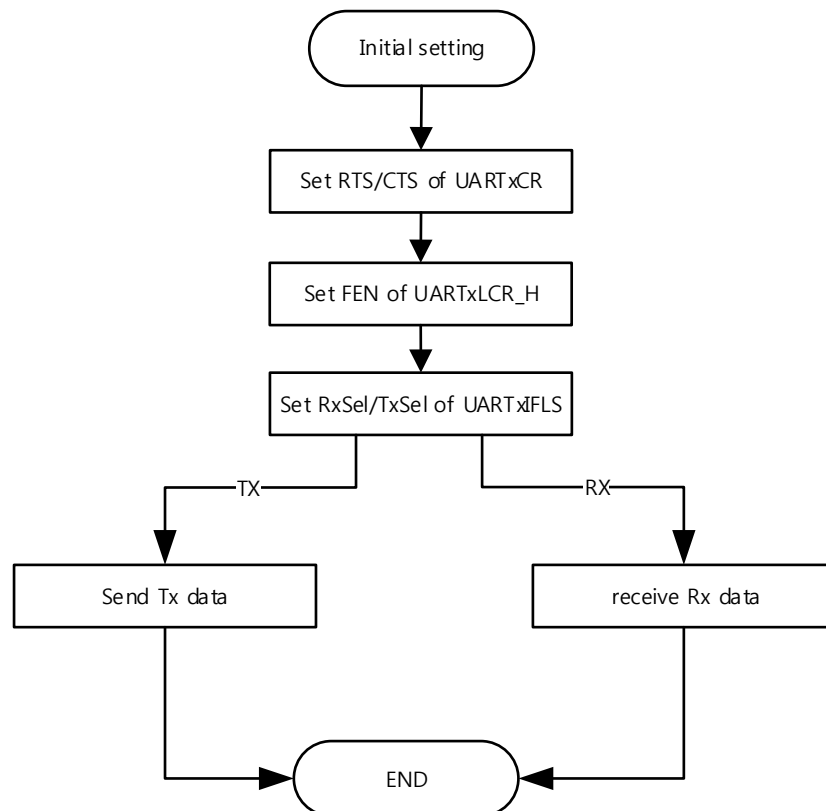 Initial setting
Set RTS/CTS of UARTxCR
Set FEN of UARTxLCR_H
Set RxSel/TxSel of UARTxIFLS
TX
RX
Send Tx data
receive Rx data
END